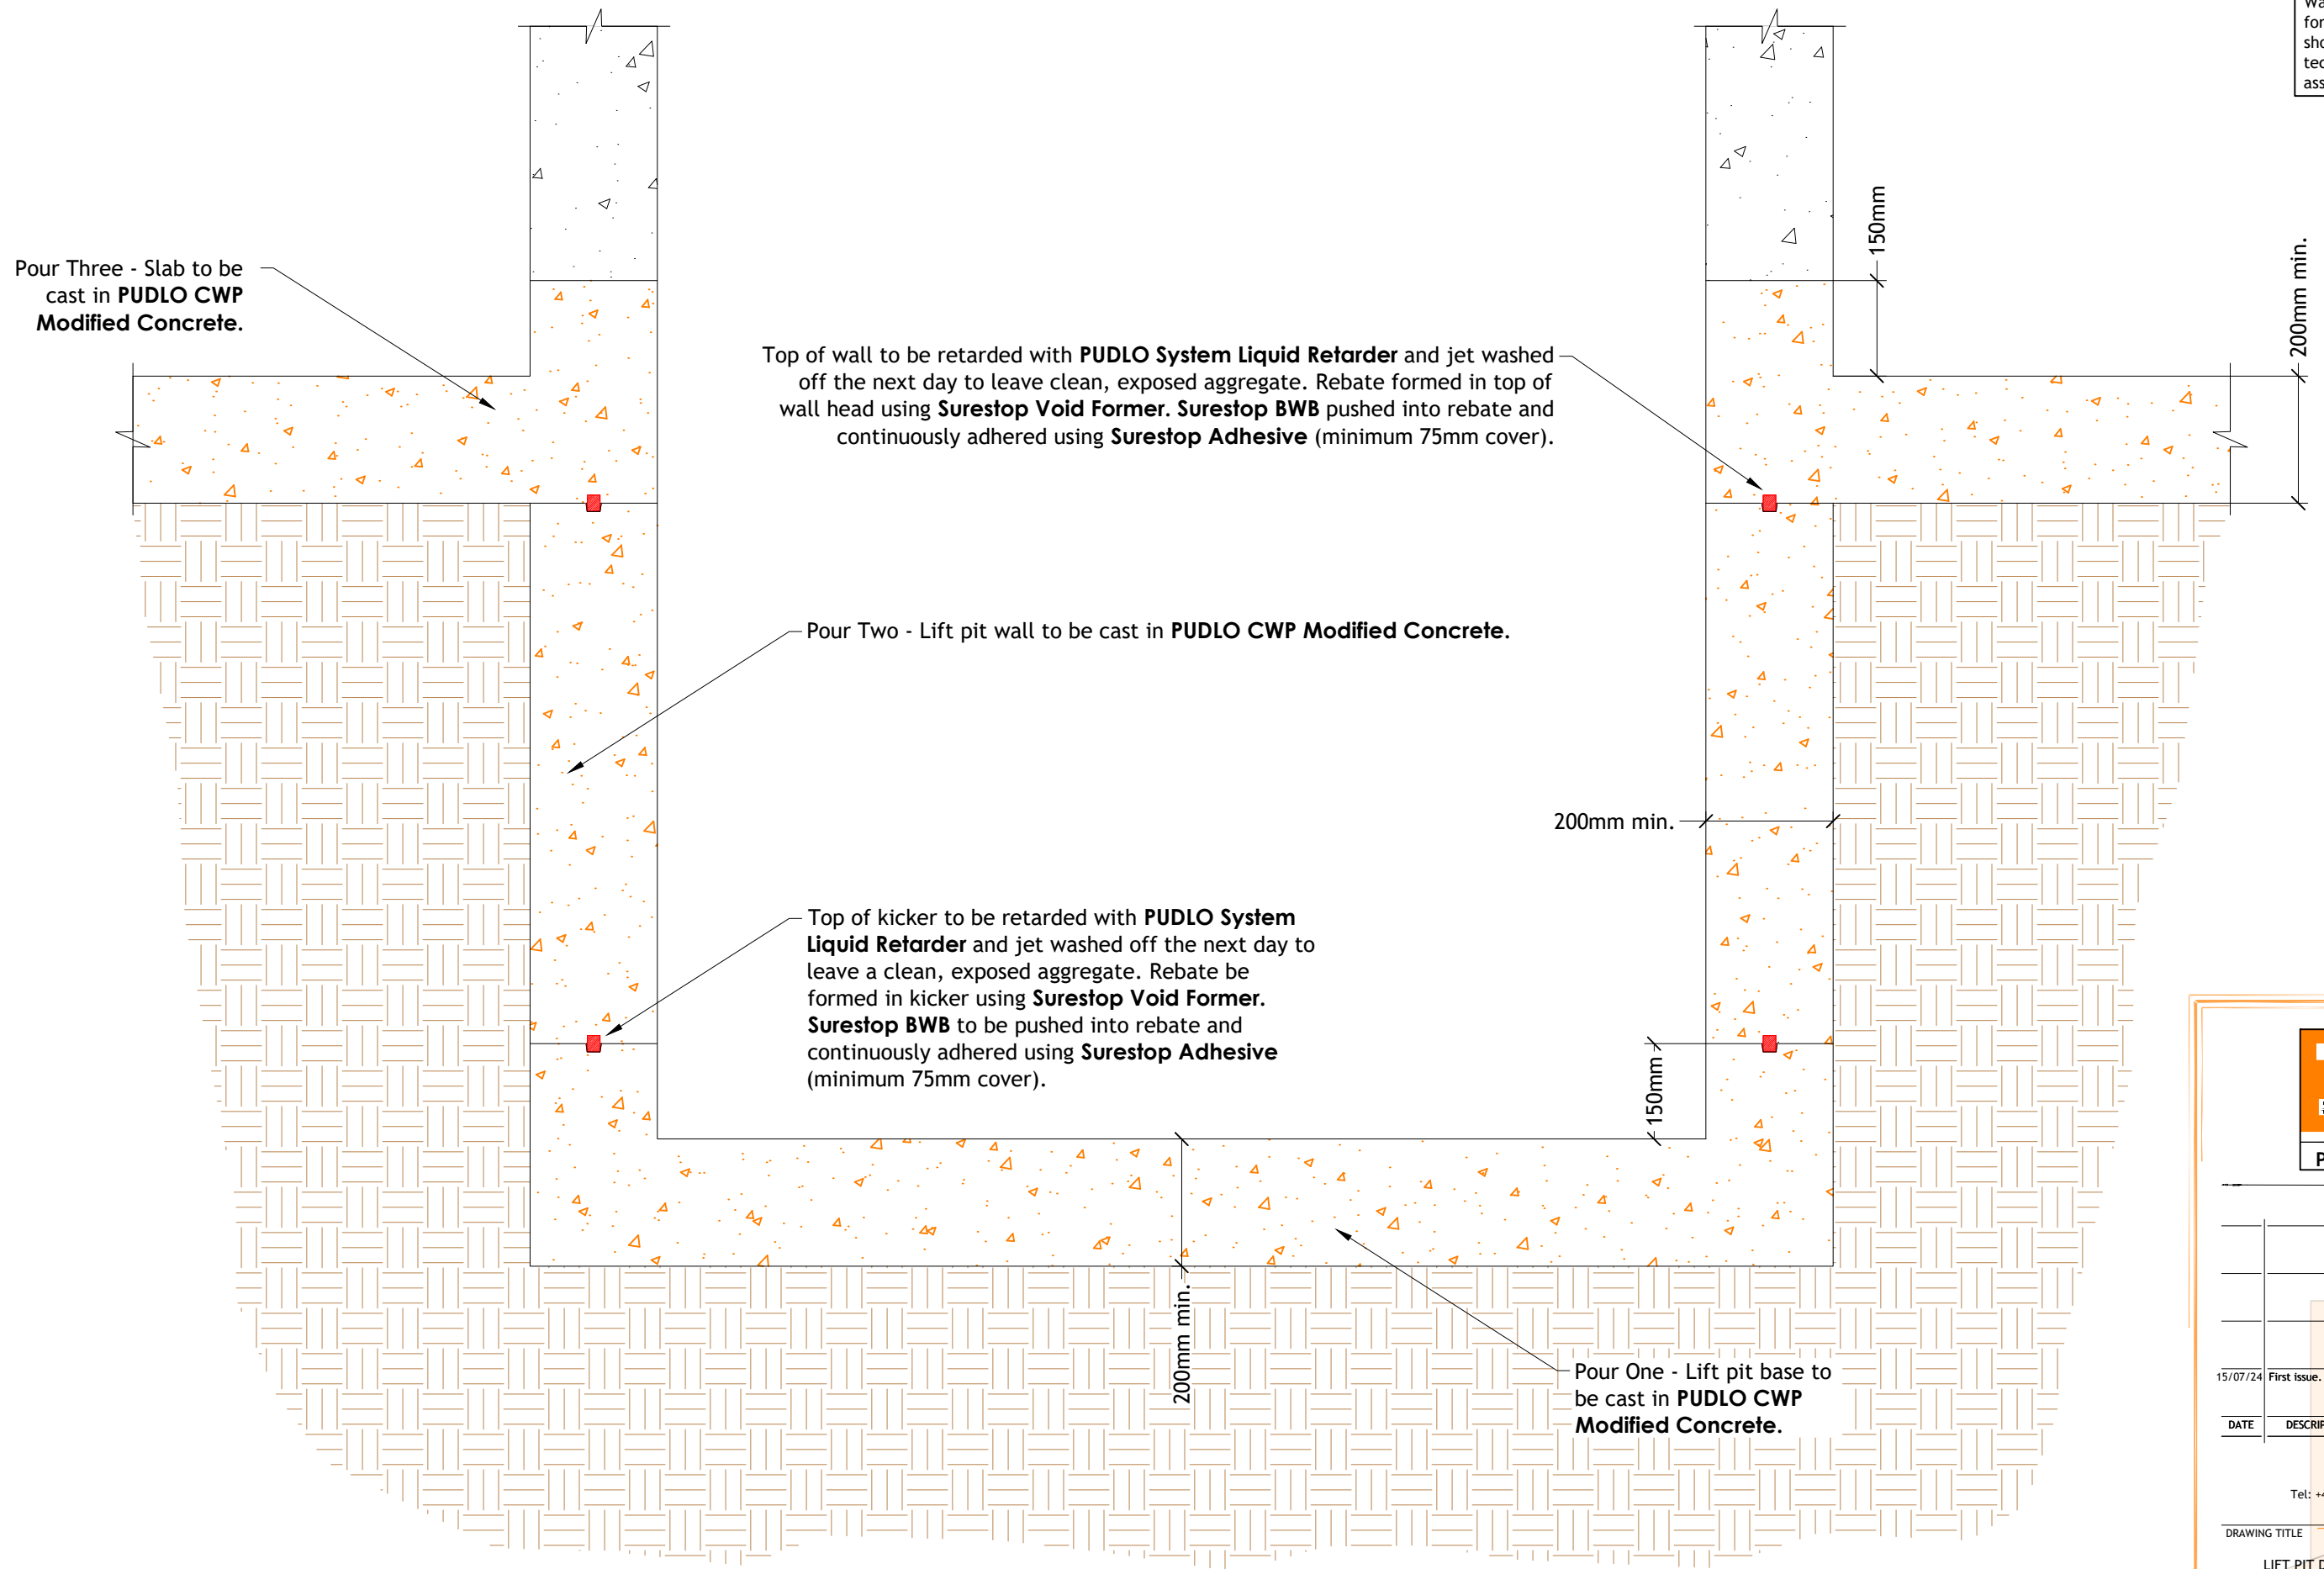 for
Pour Three - Slab to be
cast in PUDLO CWP
Modified Concrete.
150mm
200mm min.
Top of wall to be retarded with PUDLO System Liquid Retarder and jet washed
off the next day to leave clean, exposed aggregate. Rebate formed in top of
wall head using Surestop Void Former. Surestop BWB pushed into rebate and
continuously adhered using Surestop Adhesive (minimum 75mm cover).
Pour Two - Lift pit wall to be cast in PUDLO CWP Modified Concrete.
200mm min.
Top of kicker to be retarded with PUDLO System
Liquid Retarder and jet washed off the next day to
leave a clean, exposed aggregate. Rebate be
formed in kicker using Surestop Void Former.
Surestop BWB to be pushed into rebate and
continuously adhered using Surestop Adhesive
(minimum 75mm cover).
150mm
200mm min.
Pour One - Lift pit base to
be cast in PUDLO CWP
Modified Concrete.
15/07/24 First issue.
DATE
Tel:
DRAWING TITLE
LIFT PIT